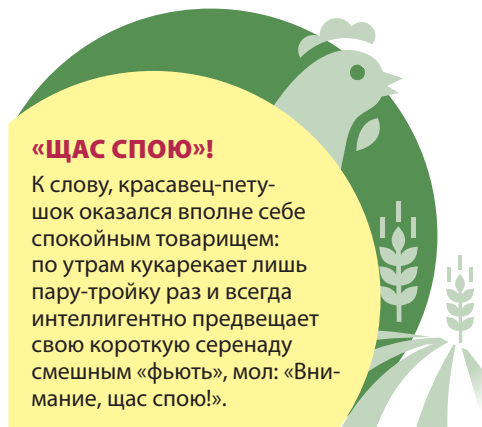 «ЩАС СПОЮ»!
К слову, красавец-пету-
шок оказался вполне себе
спокойным товарищем:
по утрам кукарекает лишь
пару-тройку раз и всегда
интеллигентно предвещает
свою короткую серенаду
смешным «фьють», мол: «Вни-
мание, щас спою!».